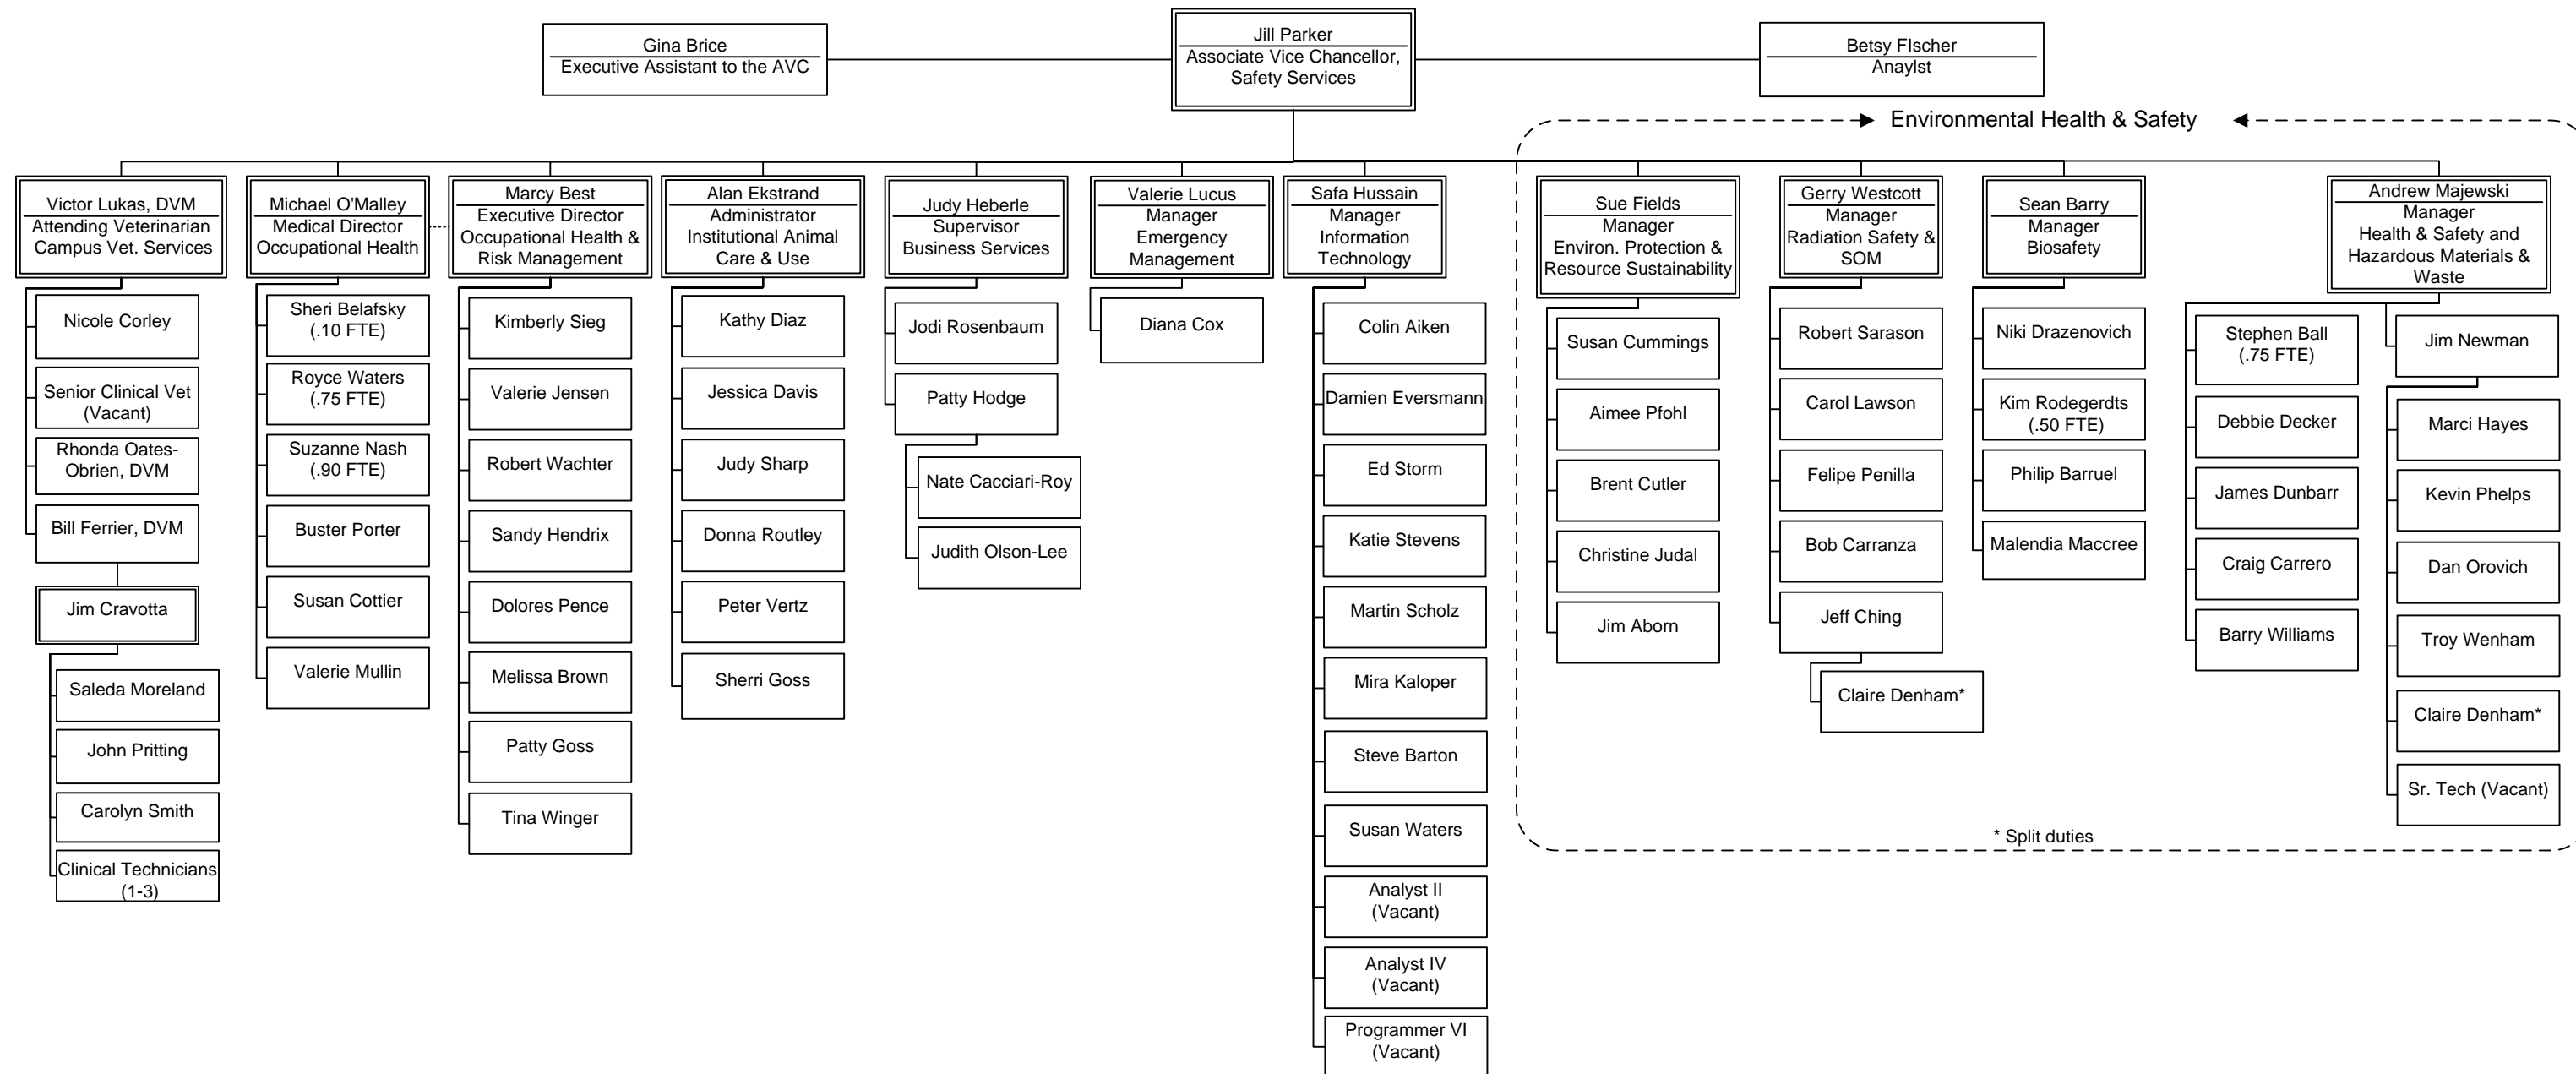 Gina Brice
Executive Assistant to the AVC
Jill Parker
Associate Vice Chancellor,
Safety Services
Betsy FIscher
Anaylst
Environmental Health & Safety
Victor Lukas, DVM
Attending Veterinarian
Campus Vet. Services
Nicole Corley
Senior Clinical Vet
(Vacant)
Rhonda Oates-
Obrien, DVM
Bill Ferrier, DVM
Jim Cravotta
Saleda Moreland
John Pritting
Carolyn Smith
Clinical Technicians
(1-3)
Michael O'Malley
Medical Director
Occupational Health
Sheri Belafsky
(.10 FTE)
Royce Waters
(.75 FTE)
Suzanne Nash
(.90 FTE)
Buster Porter
Susan Cottier
Valerie Mullin
Marcy Best
Executive Director
Occupational Health &
Risk Management
Kimberly Sieg
Valerie Jensen
Robert Wachter
Sandy Hendrix
Dolores Pence
Melissa Brown
Patty Goss
Tina Winger
Alan Ekstrand
Administrator
Institutional Animal
Care & Use
Kathy Diaz
Jessica Davis
Judy Sharp
Donna Routley
Peter Vertz
Sherri Goss
Judy Heberle
Supervisor
Business Services
Jodi Rosenbaum
Patty Hodge
Nate Cacciari-Roy
Judith Olson-Lee
Valerie Lucus
Manager
Emergency
Management
Diana Cox
Safa Hussain
Manager
Information
Technology
Colin Aiken
Damien Eversmann
Ed Storm
Katie Stevens
Martin Scholz
Mira Kaloper
Steve Barton
Susan Waters
Analyst II
(Vacant)
Analyst IV
(Vacant)
Programmer VI
(Vacant)
Sue Fields
Manager
Environ. Protection &
Resource Sustainability
Susan Cummings
Aimee Pfohl
Brent Cutler
Christine Judal
Jim Aborn
Gerry Westcott
Manager
Radiation Safety &
SOM
Robert Sarason
Carol Lawson
Felipe Penilla
Bob Carranza
Jeff Ching
Claire Denham*
Sean Barry
Manager
Biosafety
Niki Drazenovich
Kim Rodegerdts
(.50 FTE)
Philip Barruel
Malendia Maccree
Andrew Majewski
Manager
Health & Safety and
Hazardous Materials &
Waste
Stephen Ball
(.75 FTE)
Debbie Decker
James Dunbarr
Craig Carrero
Barry Williams
Jim Newman
Marci Hayes
Kevin Phelps
Dan Orovich
Troy Wenham
Claire Denham*
Sr. Tech (Vacant)
* Split duties